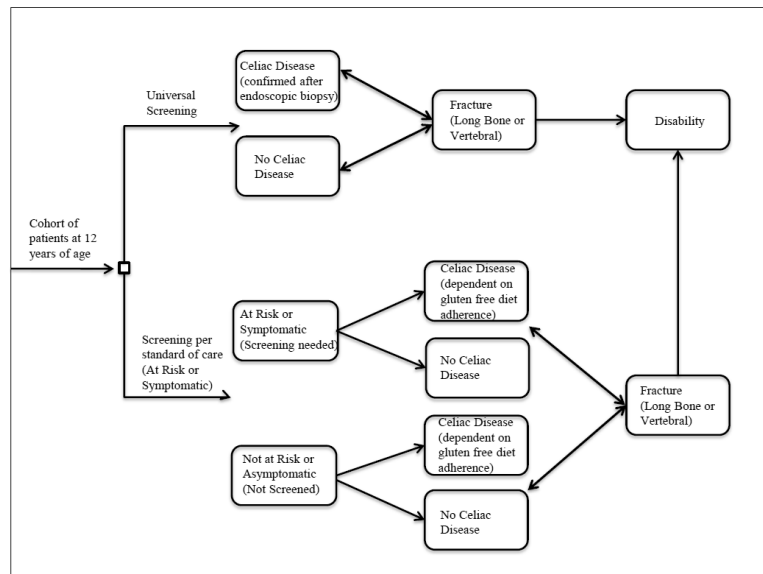 Universal
Screening
Celiac Disease
(confirmed after
endoscopic biopsy)
No Celiac
Disease
Fracture
(Long Bone or
Vertebral)
Disability
Cohort of
patients at 12
years of age
Screening per
standard of care
(At Risk or
Symptomatic)
At Risk or
Symptomatic
(Screening needed)
Celiac Disease
(dependent on
gluten free diet
adherence)
No Celiac
Disease
Not at Risk or
Asymptomatic
(Not Screened)
Celiac Disease
(dependent on
gluten free diet
adherence)
No Celiac
Disease
Fracture
(Long Bone or
Vertebral)